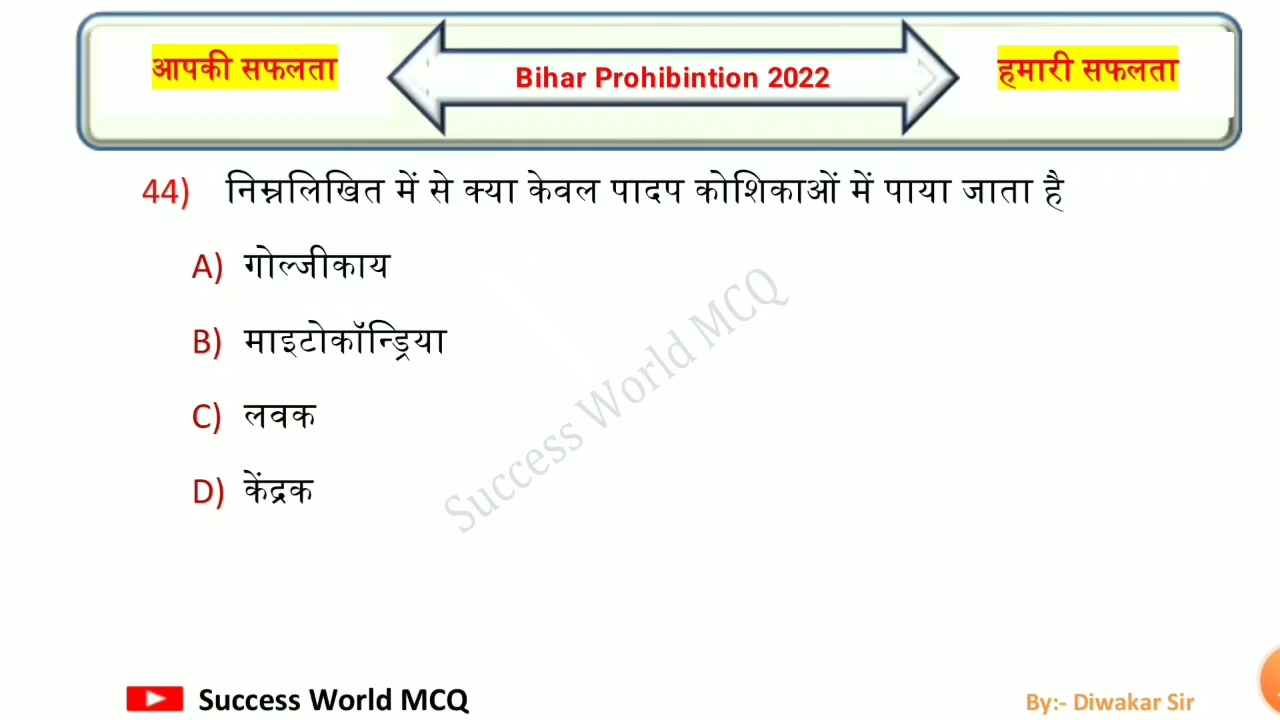 आपकी सफलता
Bihar Prohibintion 2022
हमारी सफलता
44) निम्नलिखित में से क्या केवल पादप कोशिकाओं में पाया जाता है
A) गोल्जीकाय
B) माइटोकॉन्ड्रिया
C) लवक
D) केंद्रक
Success World MCQ
Success World MCQ
By:- Diwakar Sir